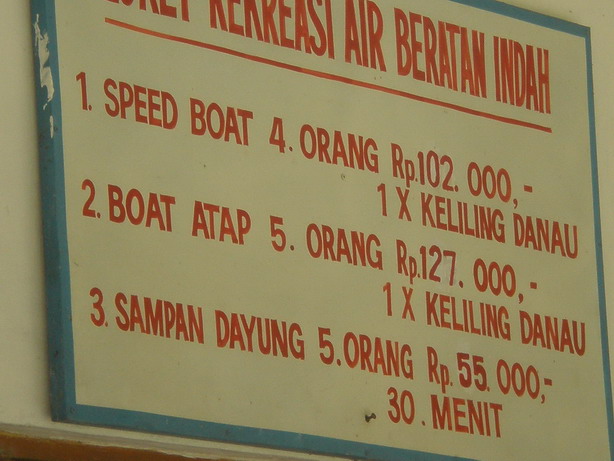 REKREASI AIR BERATAN INDAH
1. SPEED BOAT 4. ORANG Rp.102.000,-
1 X KELILING DANAU
2. BOAT ATAP 5. ORANG Rp.127.000,-
1 X KELILING DANAU
3. SAMPAN DAYUNG 5.ORANG Rp.55.000,-
30. MENIT